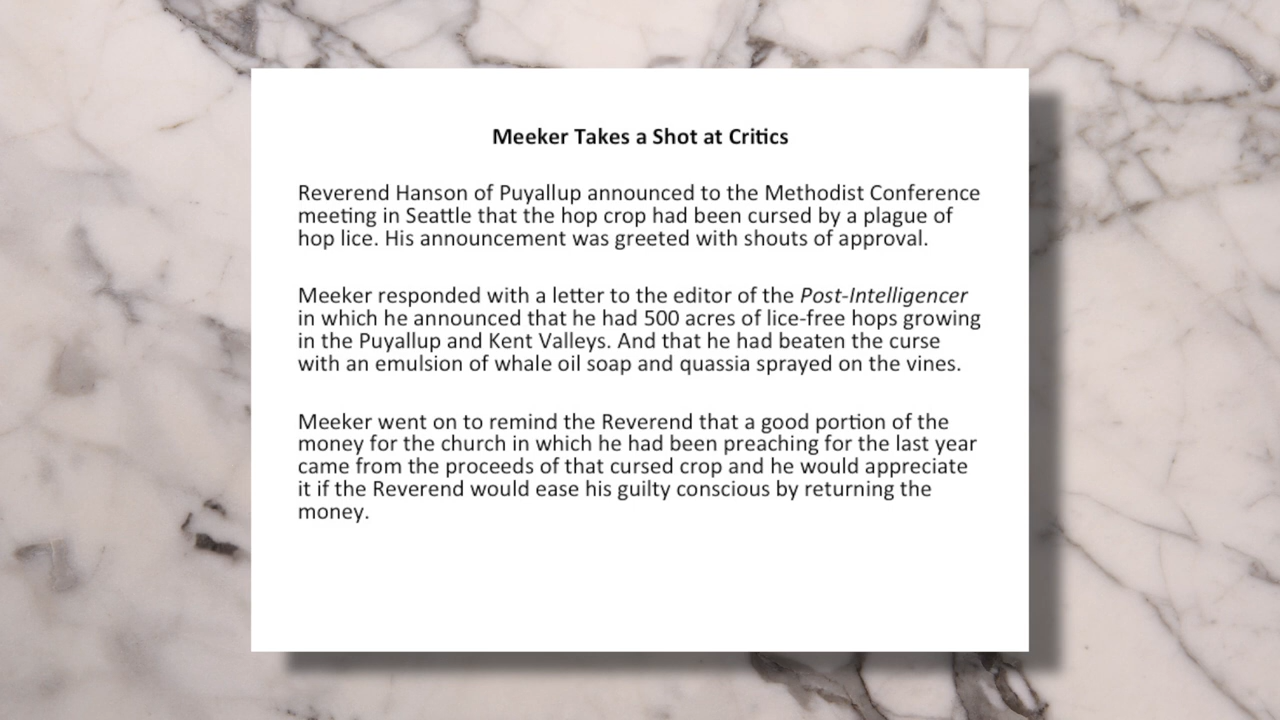 Meeker Takes a Shot at Critics
Reverend Hanson of Puyallup announced to the Methodist Conference
meeting in Seattle that the hop crop had been cursed by a plague of
hop lice. His announcement was greeted with shouts of approval.
Meeker responded with a letter to the editor of the Post-Intelligencer
in which he announced that he had 500 acres of lice-free hops growing
in the Puyallup and Kent Valleys. And that he had beaten the curse
with an emulsion of whale oil soap and quassia sprayed on the vines.
Meeker went on to remind the Reverend that a good portion of the
money for the church in which he had been preaching for the last year
came from the proceeds of that cursed crop and he would appreciate
it if the Reverend would ease his guilty conscious by returning the
money.